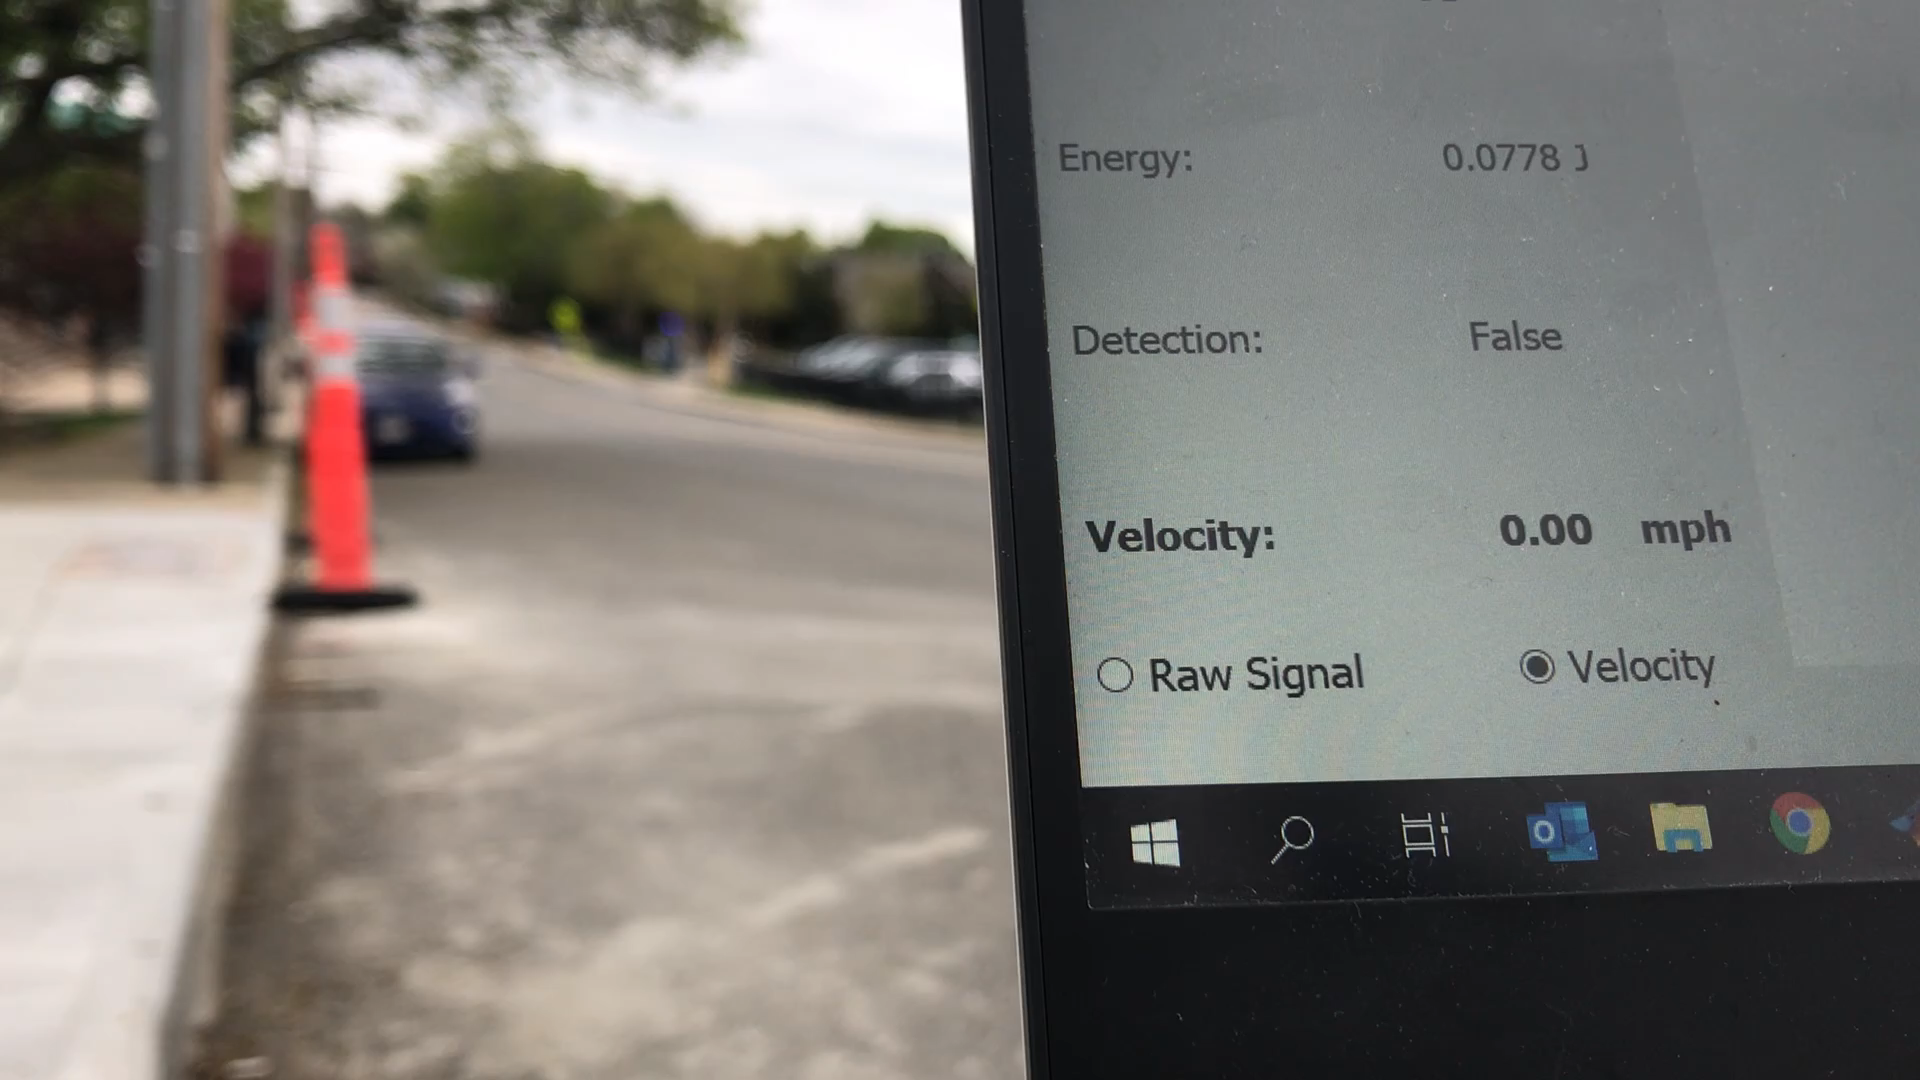 Energy: 0.0778 J
Detection: False
Velocity: 0.00 mph
Raw Signal Velocity